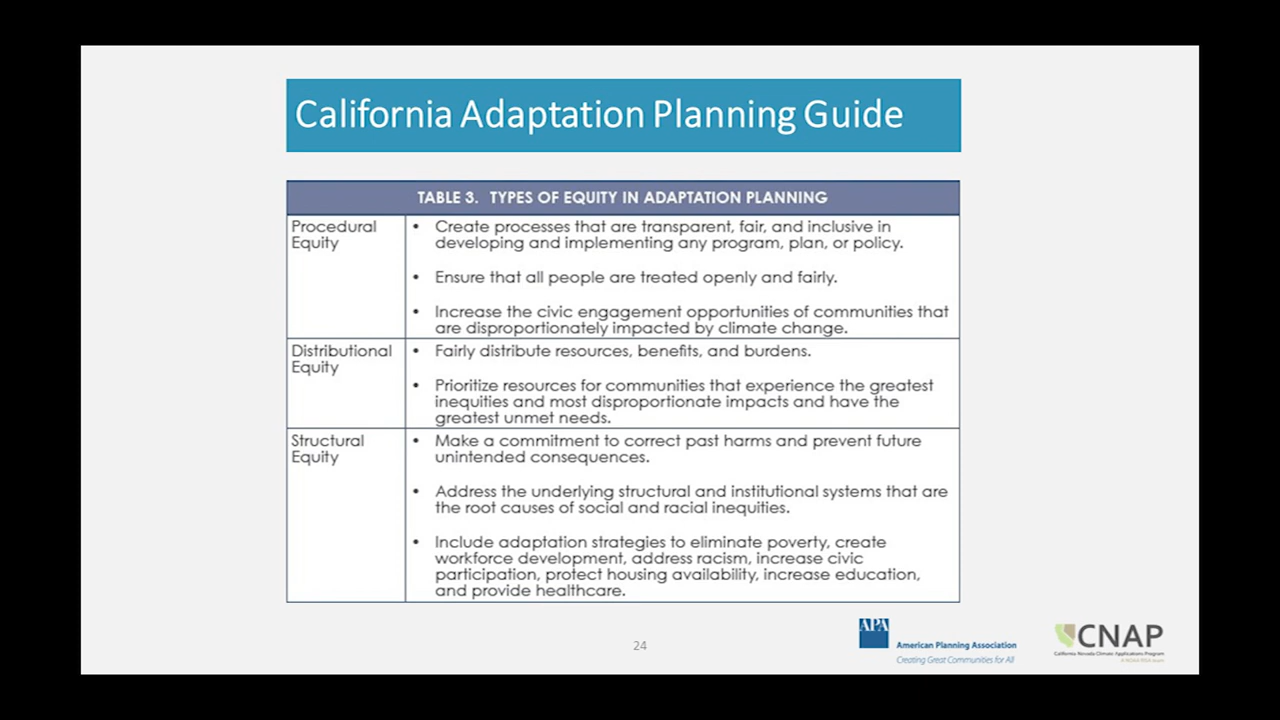 California Adaptation Planning Guide
TABLE 3. TYPES OF EQUITY IN ADAPTATION PLANNING
Procedural
Equity
• Create processes that are transparent, fair, and inclusive in
developing and implementing any program, plan, or policy.
• Ensure that all people are treated openly and fairly.
• Increase the civic engagement opportunities of communities that
are disproportionately impacted by climate change.
Distributional
Equity
• Fairly distribute resources, benefits, and burdens.
• Prioritize resources for communities that experience the greatest
inequities and most disproportionate impacts and have the
greatest unmet needs.
Structural
Equity
• Make a commitment to correct past harms and prevent future
unintended consequences.
• Address the underlying structural and institutional systems that are
the root causes of social and racial inequities.
• Include adaptation strategies to eliminate poverty, create
workforce development, address racism, increase civic
participation, protect housing availability, increase education,
and provide healthcare.
24
APA
American Planning Association
Creating Great Communities for All
CNAP
California Nevada Climate Applications Program
A NOAA RISA team